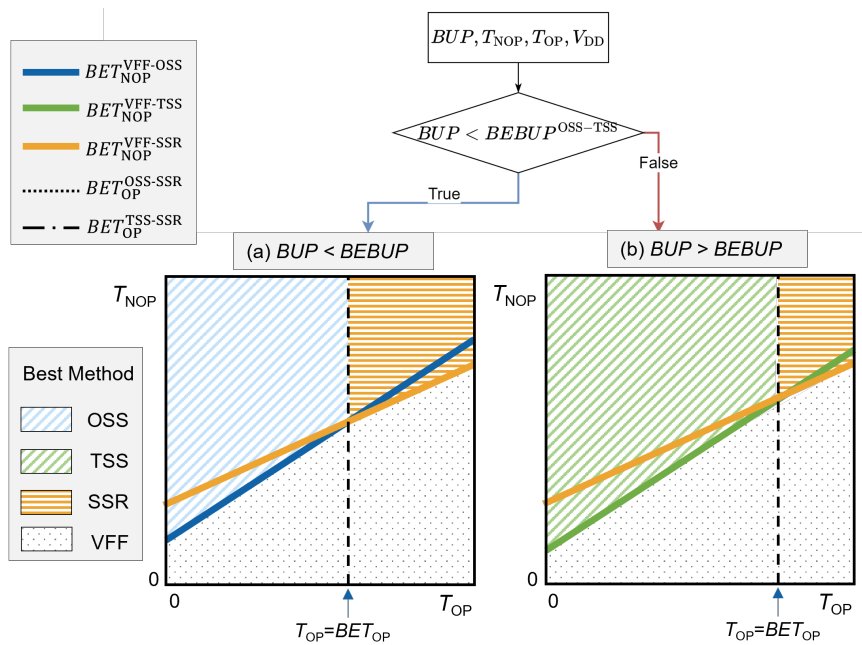 BUP, T_NOP, T_OP, V_DD
BUP < BEBUP^OSS−TSS
True
False
BET_NOP^VFF-OSS
BET_NOP^VFF-TSS
BET_NOP^VFF-SSR
BET_OP^OSS-SSR
BET_OP^TSS-SSR
(a) BUP < BEBUP
(b) BUP > BEBUP
T_NOP
0
0
T_OP
T_OP=BET_OP
T_NOP
0
0
T_OP
T_OP=BET_OP
Best Method
OSS
TSS
SSR
VFF